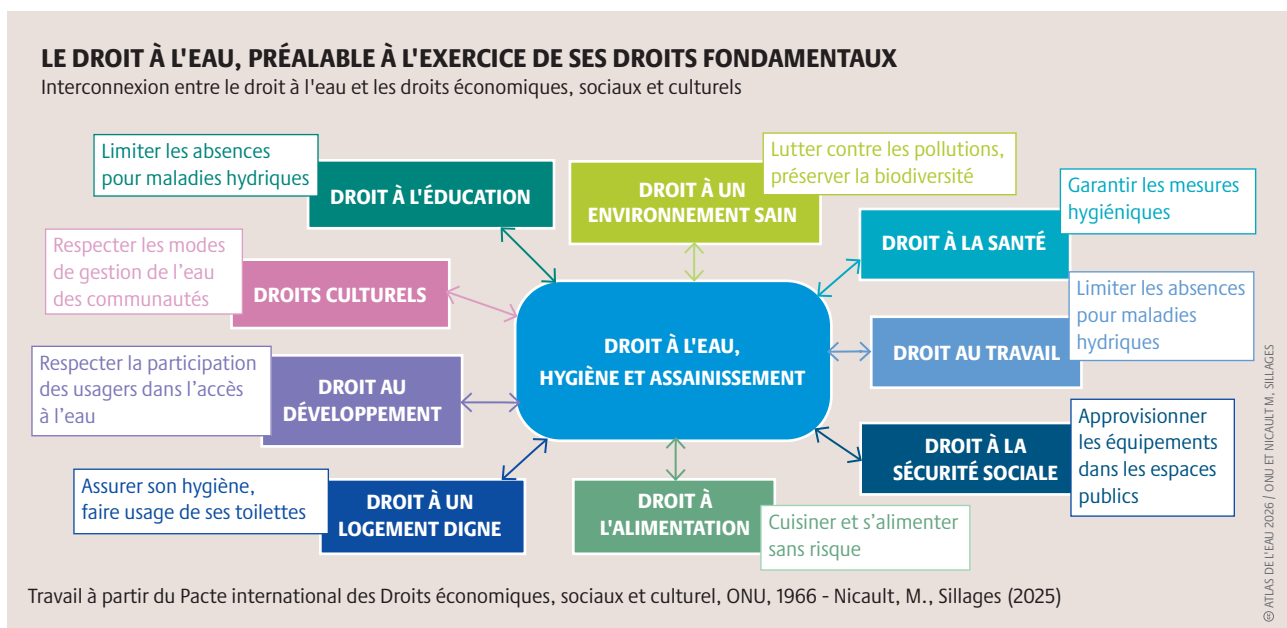 LE DROIT À L'EAU, PRÉALABLE À L'EXERCICE DE SES DROITS FONDAMENTAUX
Interconnexion entre le droit à l'eau et les droits économiques, sociaux et culturels
Limiter les absences
pour maladies hydriques
DROIT À L'ÉDUCATION
Lutter contre les pollutions,
préserver la biodiversité
DROIT À UN
ENVIRONNEMENT SAIN
Garantir les mesures
hygiéniques
DROIT À LA SANTÉ
Respecter les modes
de gestion de l'eau
des communautés
DROITS CULTURELS
Limiter les absences
pour maladies
hydriques
DROIT AU TRAVAIL
DROIT À L'EAU,
HYGIÈNE ET ASSAINISSEMENT
Respecter la participation
des usagers dans l'accès
à l'eau
DROIT AU
DÉVELOPPEMENT
Approvisionner
les équipements
dans les espaces
publics
DROIT À LA
SÉCURITÉ SOCIALE
Assurer son hygiène,
faire usage de ses toilettes
DROIT À UN
LOGEMENT DIGNE
DROIT À
L'ALIMENTATION
Cuisiner et s'alimenter
sans risque
Travail à partir du Pacte international des Droits économiques, sociaux et culturel, ONU, 1966 - Nicault, M., Sillages (2025)
© ATLAS DE L'EAU 2026 / ONU ET NICAULT M, SILLAGES